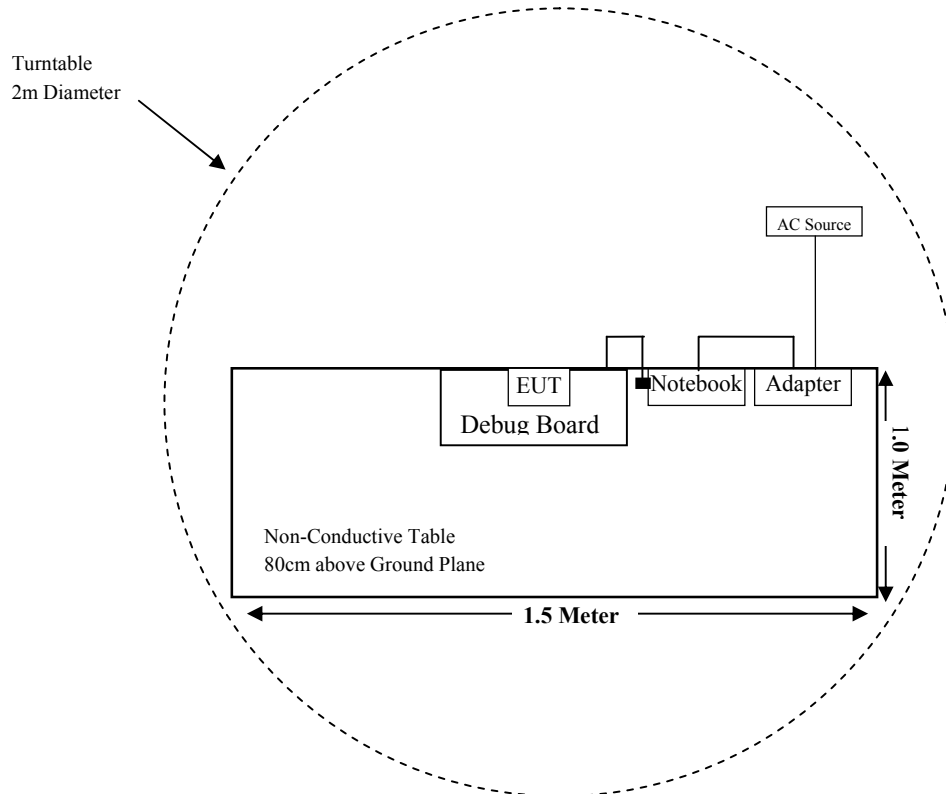 Turntable
2m Diameter
AC Source
EUT
Notebook
Adapter
Debug Board
1.0 Meter
Non-Conductive Table
80cm above Ground Plane
1.5 Meter